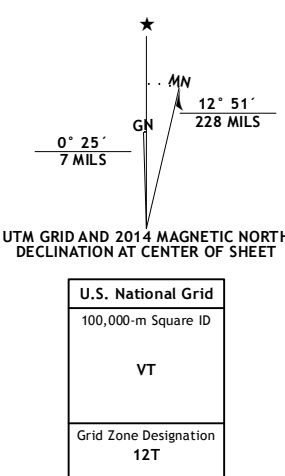 ★
MN
12° 51´
228 MILS
GN
0° 25´
7 MILS
UTM GRID AND 2014 MAGNETIC NORTH
DECLINATION AT CENTER OF SHEET
U.S. National Grid
100,000-m Square ID
VT
Grid Zone Designation
12T